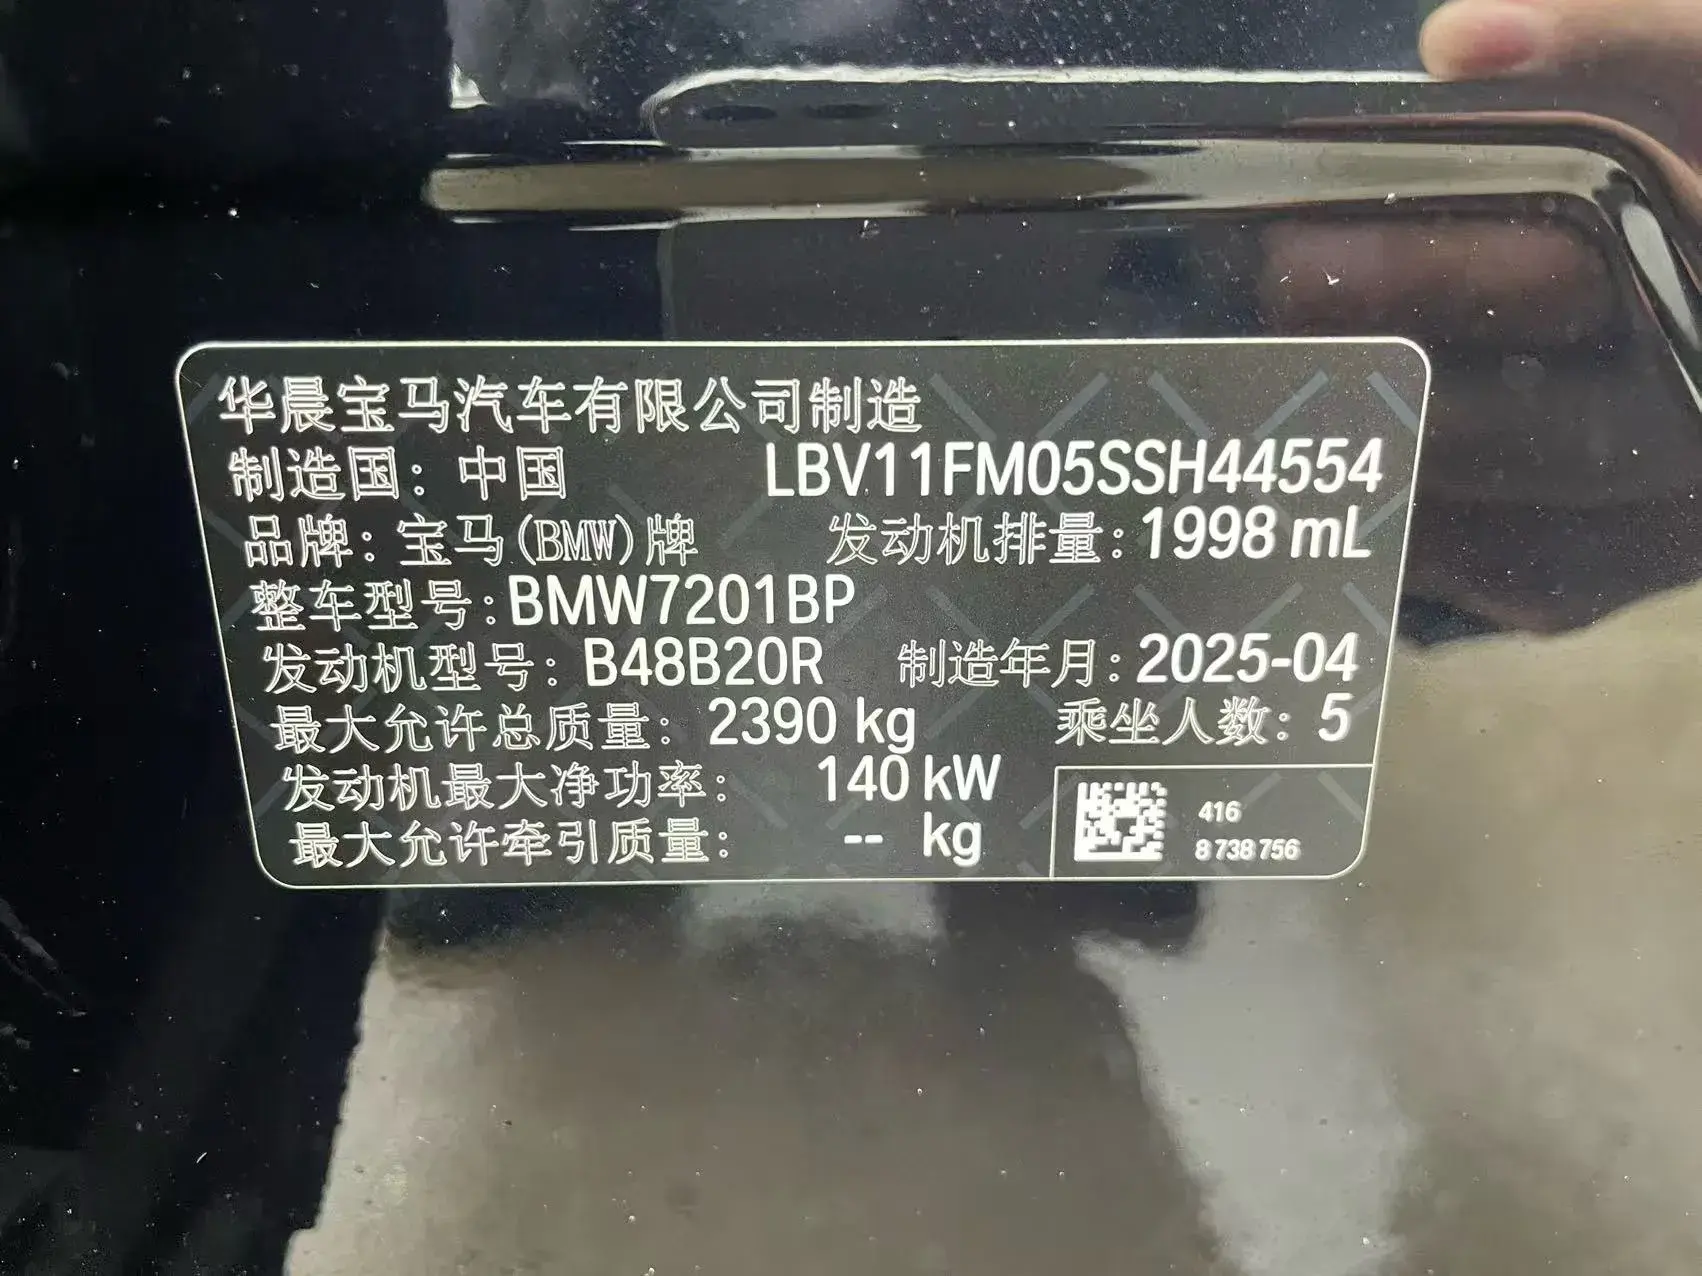 华晨宝马汽车有限公司制造
制造国：中国 LBV11FM05SSH44554
品牌：宝马(BMW)牌 发动机排量：1998 mL
整车型号：BMW7201BP
发动机型号：B48B20R 制造年月：2025-04
最大允许总质量：2390 kg 乘坐人数：5
发动机最大净功率：140 kW
最大允许牵引质量：-- kg
416
8 738 756